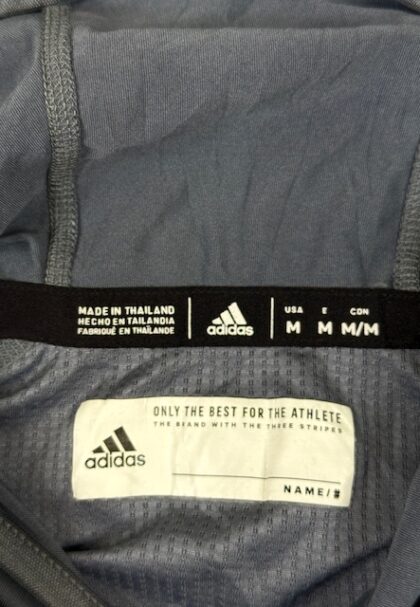 MADE IN THAILAND
HECHO EN TAILANDIA
FABRIQUÉ EN THAÏLANDE
adidas
USA E CDN
M M M/M
ONLY THE BEST FOR THE ATHLETE
THE BRAND WITH THE THREE STRIPES
adidas
NAME/#